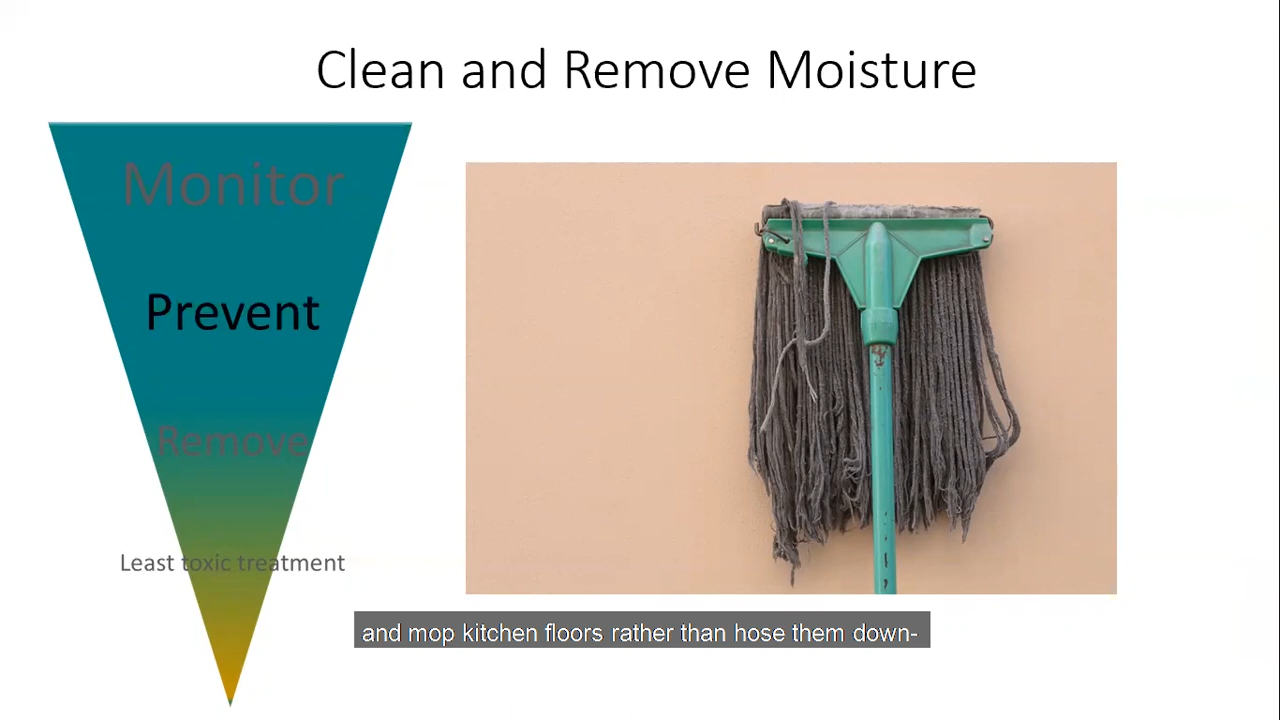 Clean and Remove Moisture
Monitor
Prevent
Remove
Least toxic treatment
and mop kitchen floors rather than hose them down-